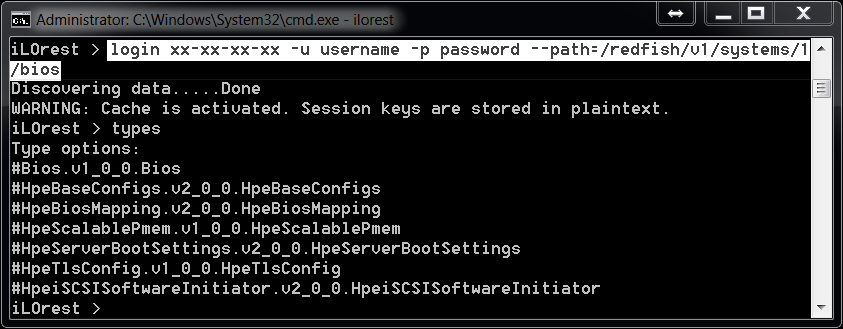 Administrator: C:\Windows\System32\cmd.exe - ilorest
iLOrest > login xx-xx-xx-xx -u username -p password --path=/redfish/v1/systems/1
/bios
Discovering data.....Done
WARNING: Cache is activated. Session keys are stored in plaintext.
iLOrest > types
Type options:
#Bios.v1_0_0.Bios
#HpeBaseConfigs.v2_0_0.HpeBaseConfigs
#HpeBiosMapping.v2_0_0.HpeBiosMapping
#HpeScalablePmem.v1_0_0.HpeScalablePmem
#HpeServerBootSettings.v2_0_0.HpeServerBootSettings
#HpeTlsConfig.v1_0_0.HpeTlsConfig
#HpeiSCSISoftwareInitiator.v2_0_0.HpeiSCSISoftwareInitiator
iLOrest >